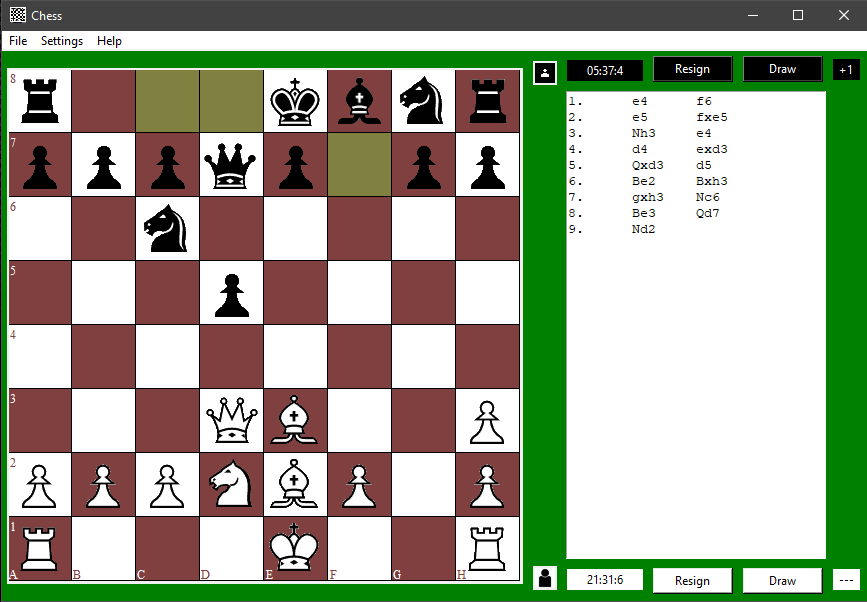 Chess
File Settings Help
05:37:4 Resign Draw +1
8
7
6
5
4
3
2
1
A B C D E F G H
1. e4 f6
2. e5 fxe5
3. Nh3 e4
4. d4 exd3
5. Qxd3 d5
6. Be2 Bxh3
7. gxh3 Nc6
8. Be3 Qd7
9. Nd2
21:31:6 Resign Draw ---